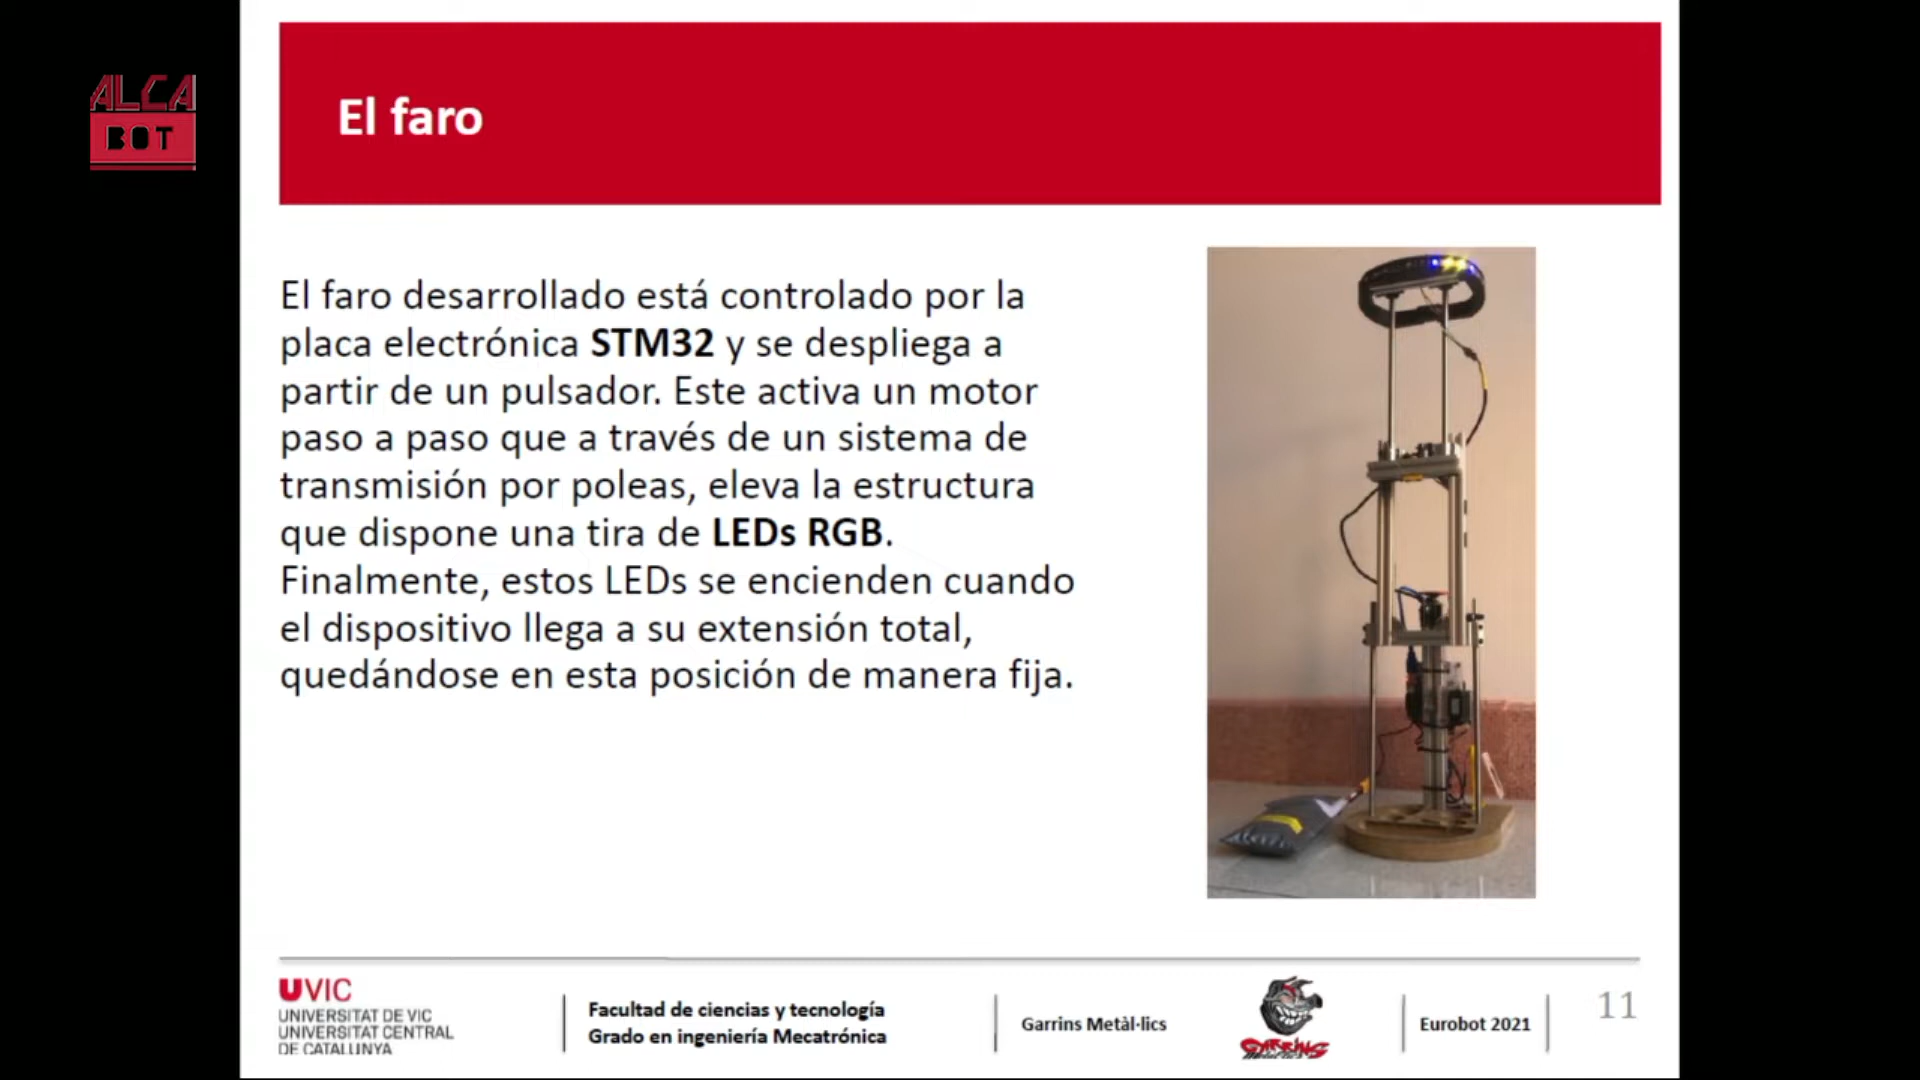 ALCA
BOT
El faro
El faro desarrollado está controlado por la
placa electrónica STM32 y se despliega a
partir de un pulsador. Este activa un motor
paso a paso que a través de un sistema de
transmisión por poleas, eleva la estructura
que dispone una tira de LEDs RGB.
Finalmente, estos LEDs se encienden cuando
el dispositivo llega a su extensión total,
quedándose en esta posición de manera fija.
UVIC
UNIVERSITAT DE VIC
UNIVERSITAT CENTRAL
DE CATALUNYA
Facultad de ciencias y tecnología
Grado en ingeniería Mecatrónica
Garrins Metàl·lics
GARRINS
Eurobot 2021
11